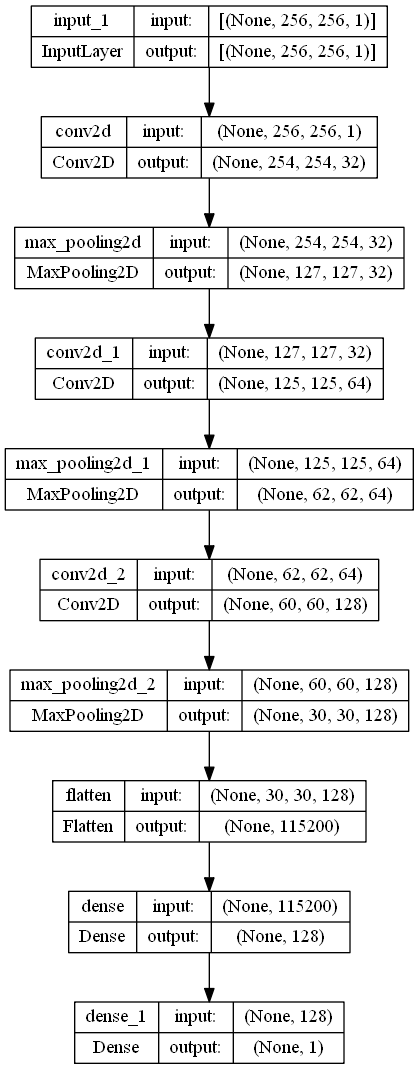 input_1 input: [(None, 256, 256, 1)]
InputLayer output: [(None, 256, 256, 1)]
conv2d input: (None, 256, 256, 1)
Conv2D output: (None, 254, 254, 32)
max_pooling2d input: (None, 254, 254, 32)
MaxPooling2D output: (None, 127, 127, 32)
conv2d_1 input: (None, 127, 127, 32)
Conv2D output: (None, 125, 125, 64)
max_pooling2d_1 input: (None, 125, 125, 64)
MaxPooling2D output: (None, 62, 62, 64)
conv2d_2 input: (None, 62, 62, 64)
Conv2D output: (None, 60, 60, 128)
max_pooling2d_2 input: (None, 60, 60, 128)
MaxPooling2D output: (None, 30, 30, 128)
flatten input: (None, 30, 30, 128)
Flatten output: (None, 115200)
dense input: (None, 115200)
Dense output: (None, 128)
dense_1 input: (None, 128)
Dense output: (None, 1)